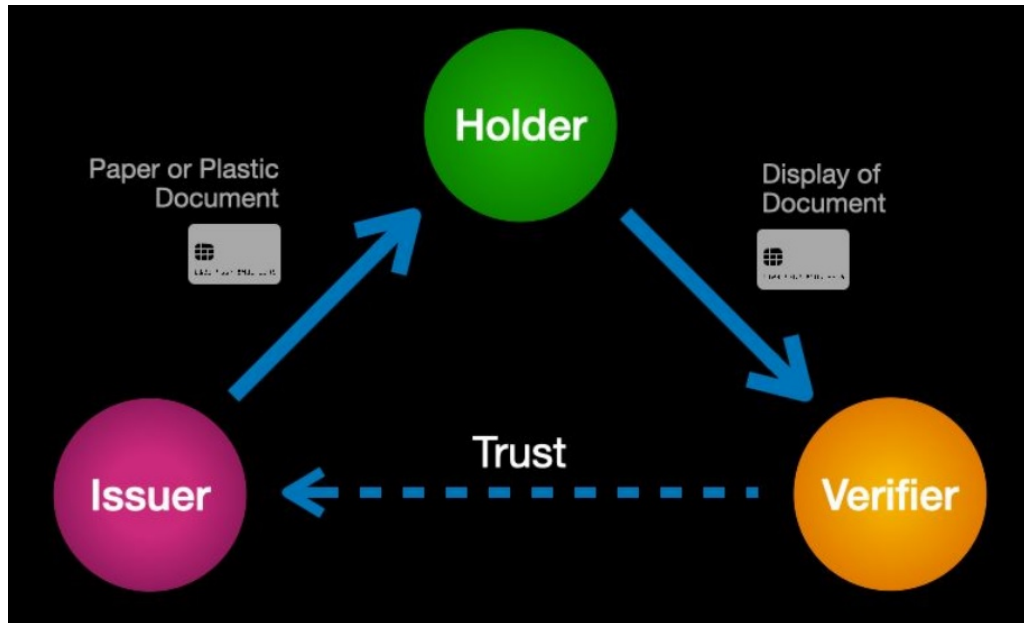 Holder
Paper or Plastic
Document
Display of
Document
Trust
Issuer
Verifier